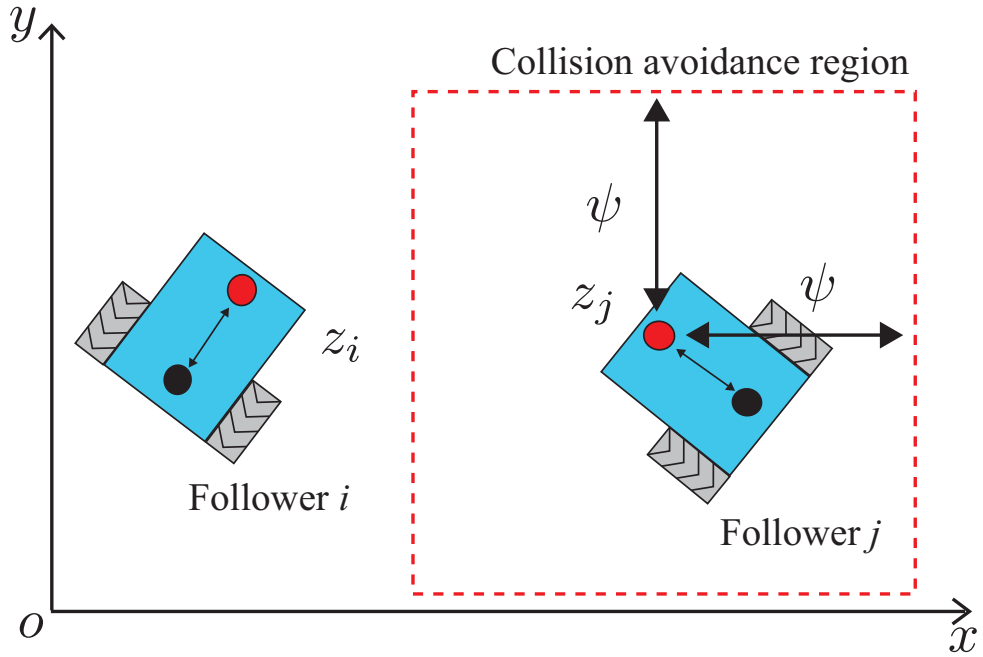 y
Collision avoidance region
ψ
z_j
ψ
z_i
Follower i
Follower j
o
x